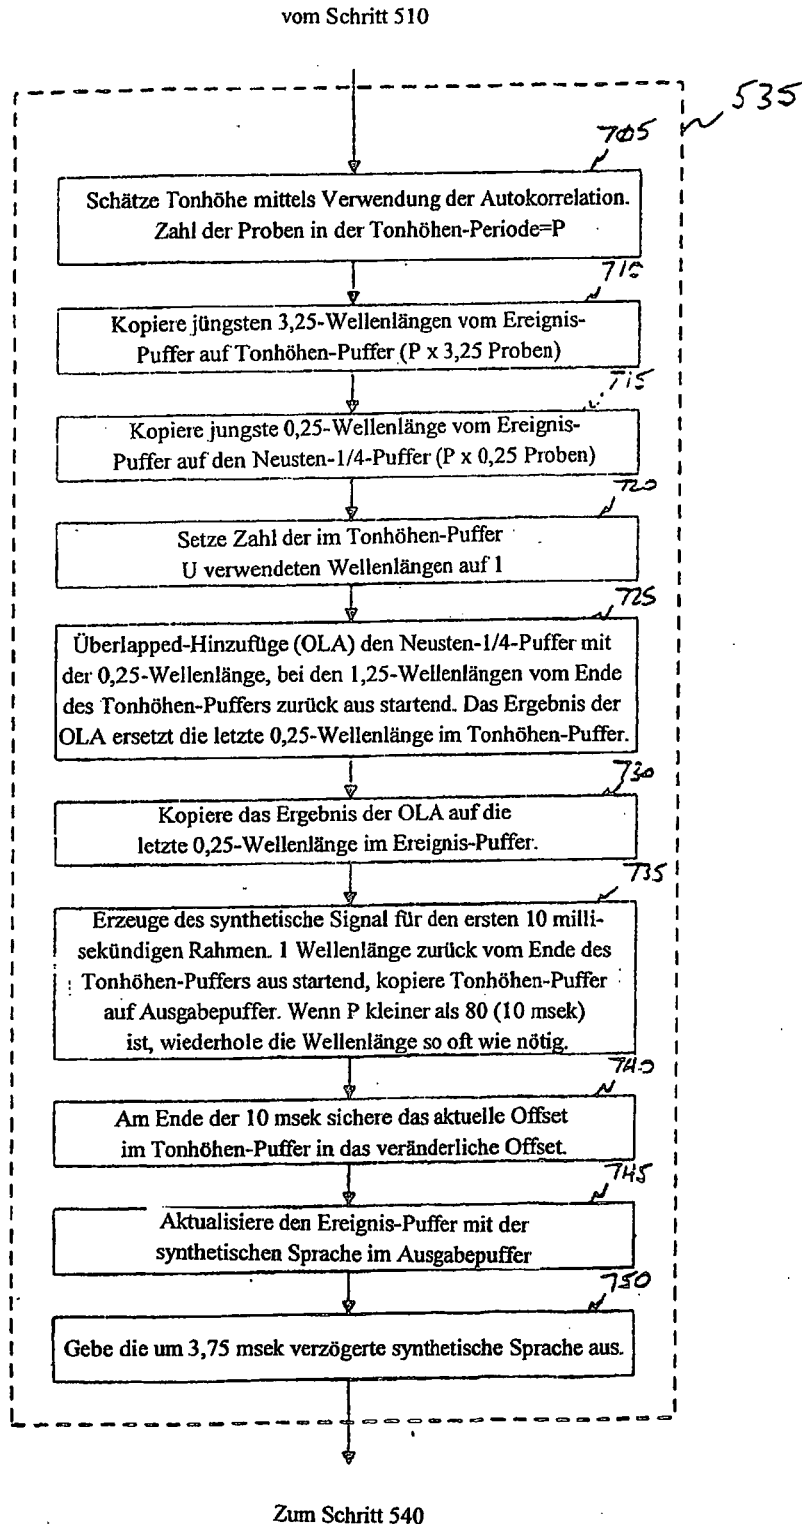 vom Schritt 510
535
705
Schätze Tonhöhe mittels Verwendung der Autokorrelation.
Zahl der Proben in der Tonhöhen-Periode=P
710
Kopiere jüngsten 3,25-Wellenlängen vom Ereignis-
Puffer auf Tonhöhen-Puffer (P x 3,25 Proben)
715
Kopiere jungste 0,25-Wellenlänge vom Ereignis-
Puffer auf den Neusten-1/4-Puffer (P x 0,25 Proben)
720
Setze Zahl der im Tonhöhen-Puffer
U verwendeten Wellenlängen auf 1
725
Überlapped-Hinzufüge (OLA) den Neusten-1/4-Puffer mit
der 0,25-Wellenlänge, bei den 1,25-Wellenlängen vom Ende
des Tonhöhen-Puffers zurück aus startend. Das Ergebnis der
OLA ersetzt die letzte 0,25-Wellenlänge im Tonhöhen-Puffer.
730
Kopiere das Ergebnis der OLA auf die
letzte 0,25-Wellenlänge im Ereignis-Puffer.
735
Erzeuge des synthetische Signal für den ersten 10 milli-
sekündigen Rahmen. 1 Wellenlänge zurück vom Ende des
Tonhöhen-Puffers aus startend, kopiere Tonhöhen-Puffer
auf Ausgabepuffer. Wenn P kleiner als 80 (10 msek)
ist, wiederhole die Wellenlänge so oft wie nötig.
740
Am Ende der 10 msek sichere das aktuelle Offset
im Tonhöhen-Puffer in das veränderliche Offset.
745
Aktualisiere den Ereignis-Puffer mit der
synthetischen Sprache im Ausgabepuffer
750
Gebe die um 3,75 msek verzögerte synthetische Sprache aus.
Zum Schritt 540